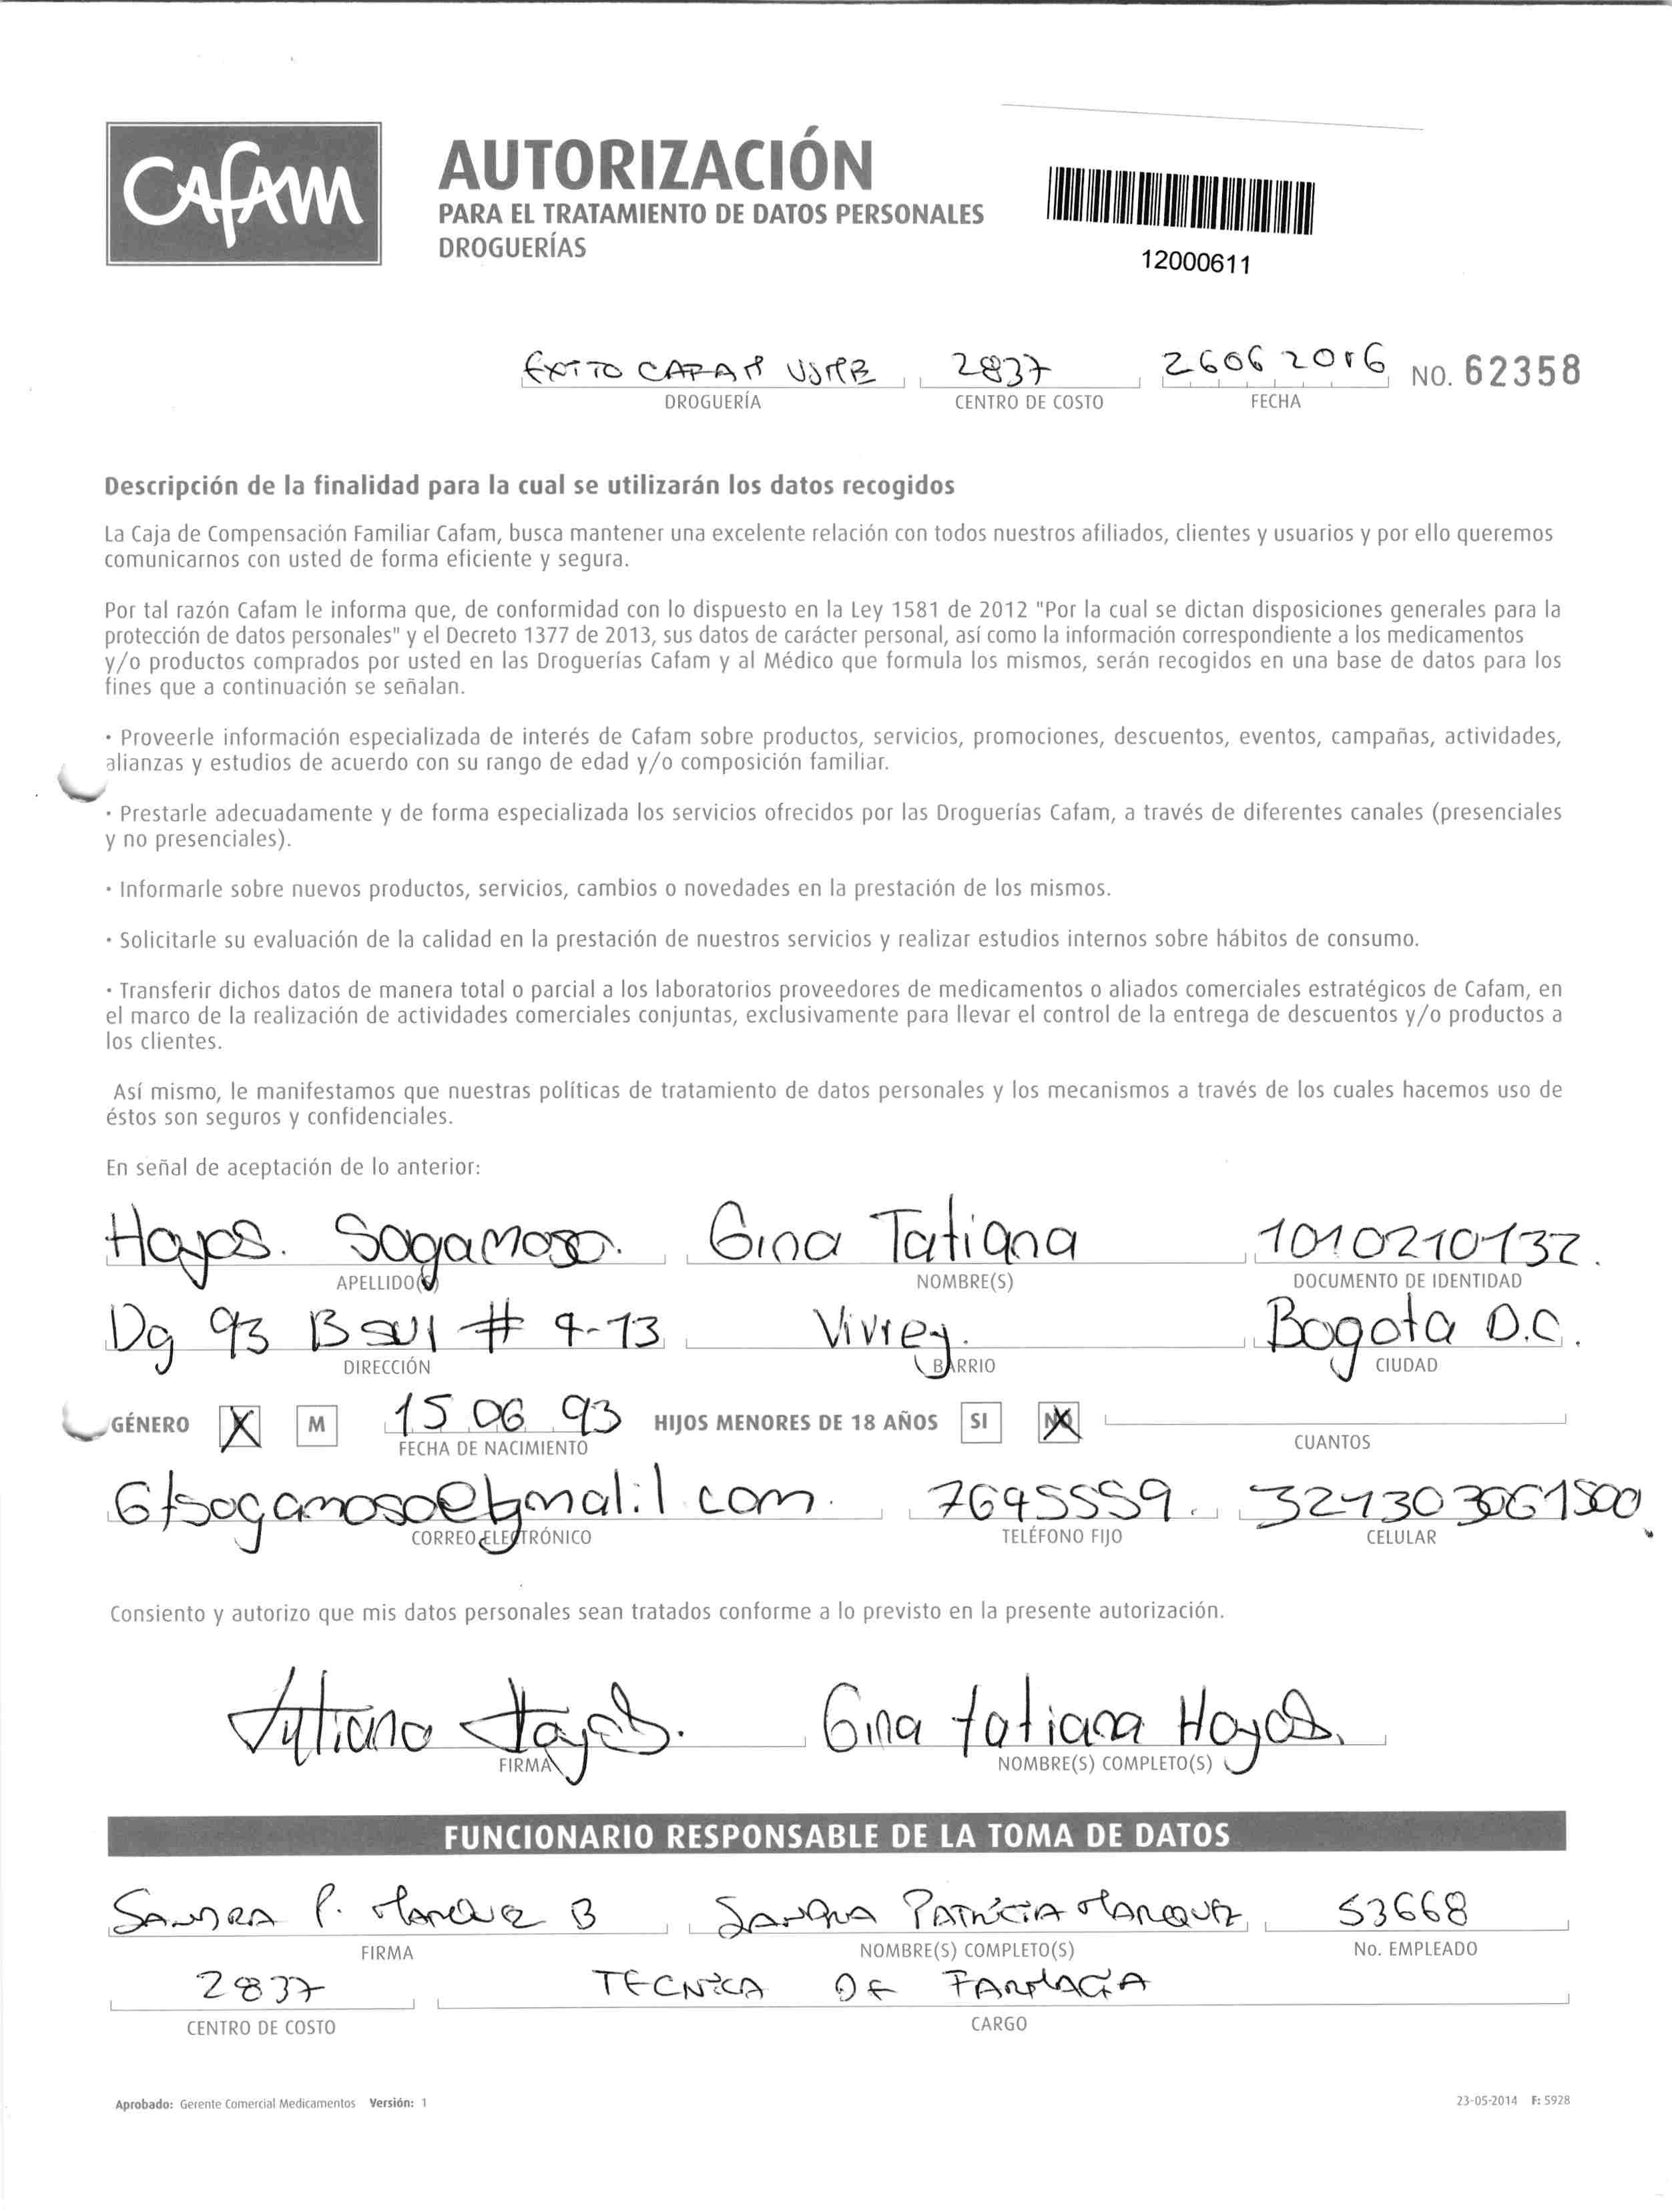 Cafam
AUTORIZACIÓN
PARA EL TRATAMIENTO DE DATOS PERSONALES
DROGUERÍAS
12000611
EXITO CAFAM 2837 26062016 NO. 62358
DROGUERÍA CENTRO DE COSTO FECHA
Descripción de la finalidad para la cual se utilizarán los datos recogidos
La Caja de Compensación Familiar Cafam, busca mantener una excelente relación con todos nuestros afiliados, clientes y usuarios y por ello queremos
comunicarnos con usted de forma eficiente y segura.
Por tal razón Cafam le informa que, de conformidad con lo dispuesto en la Ley 1581 de 2012 "Por la cual se dictan disposiciones generales para la
protección de datos personales" y el Decreto 1377 de 2013, sus datos de carácter personal, así como la información correspondiente a los medicamentos
y/o productos comprados por usted en las Droguerías Cafam y al Médico que formula los mismos, serán recogidos en una base de datos para los
fines que a continuación se señalan.
· Proveerle información especializada de interés de Cafam sobre productos, servicios, promociones, descuentos, eventos, campañas, actividades,
alianzas y estudios de acuerdo con su rango de edad y/o composición familiar.
· Prestarle adecuadamente y de forma especializada los servicios ofrecidos por las Droguerías Cafam, a través de diferentes canales (presenciales
y no presenciales).
· Informarle sobre nuevos productos, servicios, cambios o novedades en la prestación de los mismos.
· Solicitarle su evaluación de la calidad en la prestación de nuestros servicios y realizar estudios internos sobre hábitos de consumo.
· Transferir dichos datos de manera total o parcial a los laboratorios proveedores de medicamentos o aliados comerciales estratégicos de Cafam, en
el marco de la realización de actividades comerciales conjuntas, exclusivamente para llevar el control de la entrega de descuentos y/o productos a
los clientes.
Así mismo, le manifestamos que nuestras políticas de tratamiento de datos personales y los mecanismos a través de los cuales hacemos uso de
éstos son seguros y confidenciales.
En señal de aceptación de lo anterior:
Hoyos. Sogamoso. Gina Tatiana 1010210132.
APELLIDO(S) NOMBRE(S) DOCUMENTO DE IDENTIDAD
Dg 93 B sur # 9-13 Virrey. Bogota D.C.
DIRECCIÓN BARRIO CIUDAD
GÉNERO X M 15 06 93 HIJOS MENORES DE 18 AÑOS SI NO
FECHA DE NACIMIENTO CUANTOS
7695559.
CORREO ELECTRÓNICO TELÉFONO FIJO CELULAR
Consiento y autorizo que mis datos personales sean tratados conforme a lo previsto en la presente autorización.
Tatiana Hoyos. Gina tatiana Hoyos.
FIRMA NOMBRE(S) COMPLETO(S)
FUNCIONARIO RESPONSABLE DE LA TOMA DE DATOS
SANDRA P. MARQUEZ B SANDRA PATRICIA MARQUEZ 53668
FIRMA NOMBRE(S) COMPLETO(S) No. EMPLEADO
2837 TECNICA DE FARMACIA
CENTRO DE COSTO CARGO
Aprobado: Gerente Comercial Medicamentos Versión: 1 23-05-2014 F: 5928